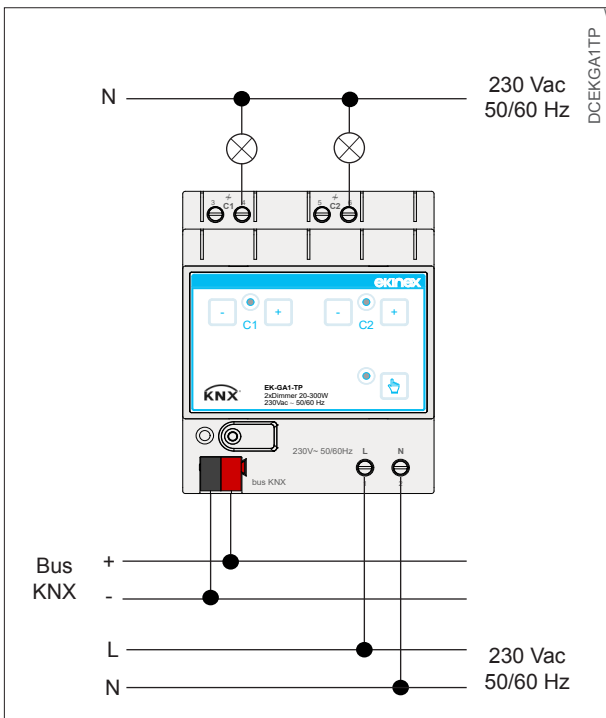 DCEKGA1TP
N
230 Vac
50/60 Hz
3 C1 4
5 C2 6
ekinex
- + - +
C1 C2
KNX
EK-GA1-TP
2xDimmer 20-300W
230Vac ~ 50/60 Hz
230V~ 50/60Hz L N
bus KNX
1 2
Bus
KNX
+
-
L
N
230 Vac
50/60 Hz